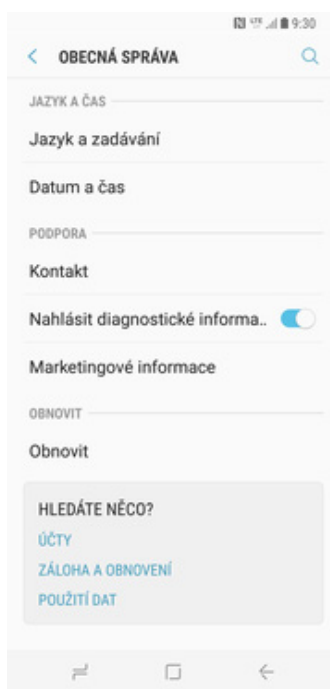 9:30
OBECNÁ SPRÁVA
JAZYK A ČAS
Jazyk a zadávání
Datum a čas
PODPORA
Kontakt
Nahlásit diagnostické informa..
Marketingové informace
OBNOVIT
Obnovit
HLEDÁTE NĚCO?
ÚČTY
ZÁLOHA A OBNOVENÍ
POUŽITÍ DAT